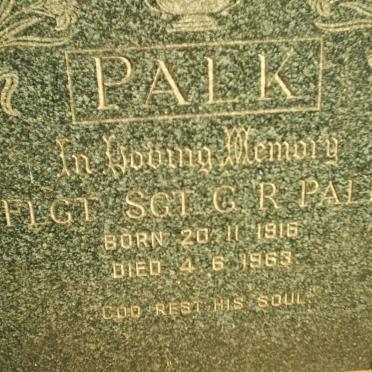 PALK
In Loving Memory
FLGT SGT G R PAL
BORN 20 11 1916
DIED 4 6 1963
"GOD REST HIS SOUL"